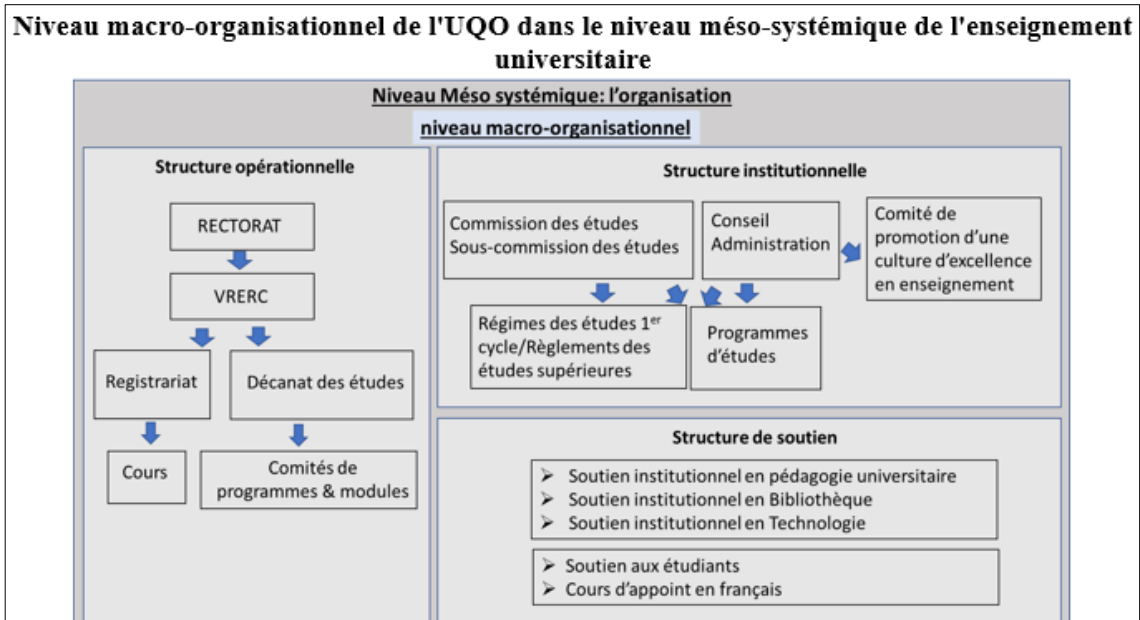 Niveau macro-organisationnel de l'UQO dans le niveau méso-systémique de l'enseignement
universitaire
Niveau Méso systémique: l'organisation
niveau macro-organisationnel
Structure opérationnelle
RECTORAT
VRERC
Registrariat
Décanat des études
Cours
Comités de
programmes & modules
Structure institutionnelle
Commission des études
Sous-commission des études
Conseil
Administration
Comité de
promotion d'une
culture d'excellence
en enseignement
Régimes des études 1er
cycle/Règlements des
études supérieures
Programmes
d'études
Structure de soutien
➢ Soutien institutionnel en pédagogie universitaire
➢ Soutien institutionnel en Bibliothèque
➢ Soutien institutionnel en Technologie
➢ Soutien aux étudiants
➢ Cours d'appoint en français